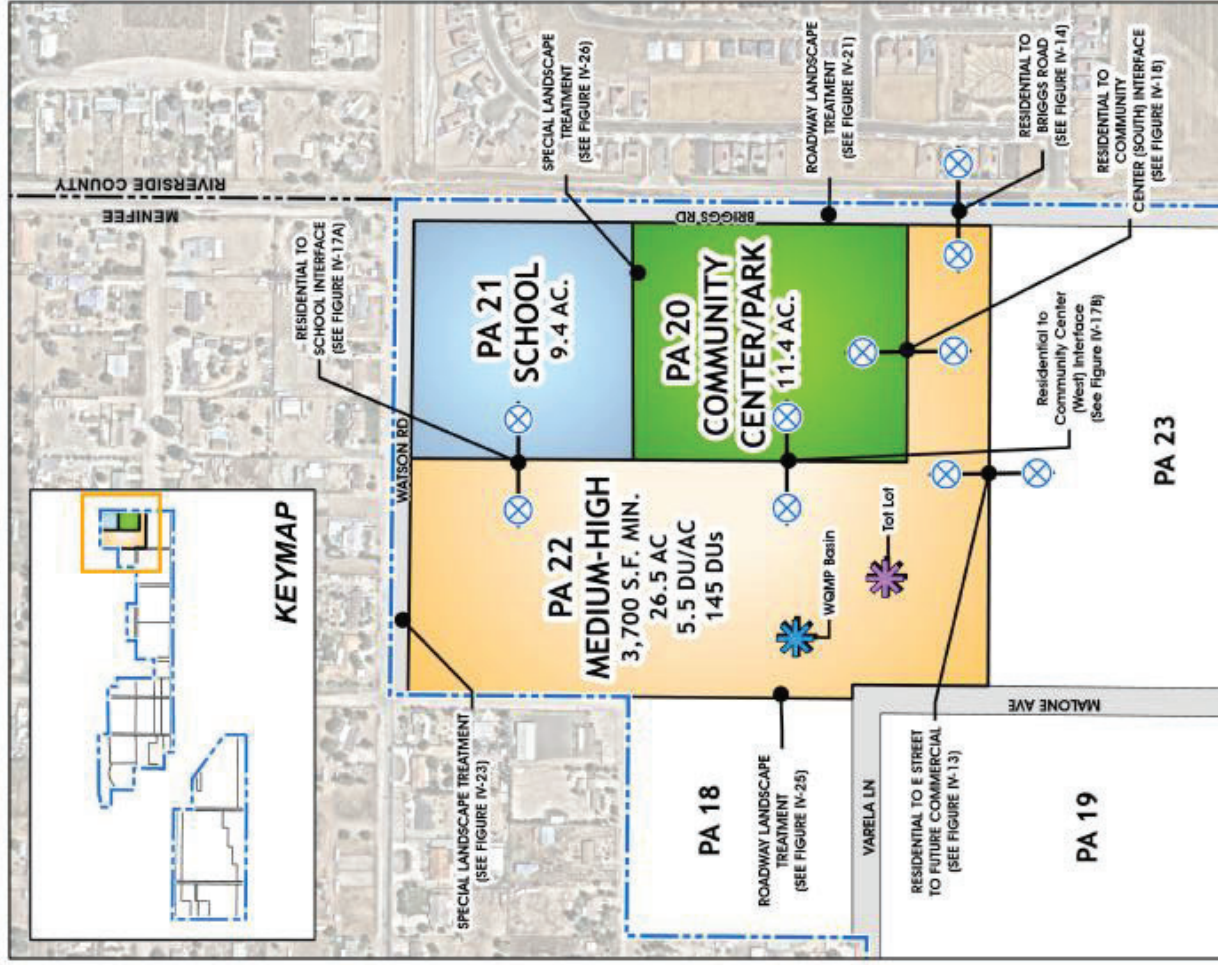 KEYMAP
RIVERSIDE COUNTY
MENIFEE
WATSON RD
BRIGGS RD
RESIDENTIAL TO
SCHOOL INTERFACE
(SEE FIGURE IV-17A)
SPECIAL LANDSCAPE
TREATMENT
(SEE FIGURE IV-26)
ROADWAY LANDSCAPE
TREATMENT
(SEE FIGURE IV-21)
RESIDENTIAL TO
BRIGGS ROAD
(SEE FIGURE IV-14)
RESIDENTIAL TO
COMMUNITY
CENTER (SOUTH) INTERFACE
(SEE FIGURE IV-18)
PA 21
SCHOOL
9.4 AC.
PA 20
COMMUNITY
CENTER/PARK
11.4 AC.
PA 22
MEDIUM-HIGH
3,700 S.F. MIN.
26.5 AC
5.5 DU/AC
145 DUs
WQMP Basin
Tot Lot
Residential to
Community Center
(West) Interface
(See Figure IV-17B)
PA 23
SPECIAL LANDSCAPE TREATMENT
(SEE FIGURE IV-23)
PA 18
ROADWAY LANDSCAPE
TREATMENT
(SEE FIGURE IV-25)
VARELA LN
MALONE AVE
PA 19
RESIDENTIAL TO E STREET
TO FUTURE COMMERCIAL
(SEE FIGURE IV-13)